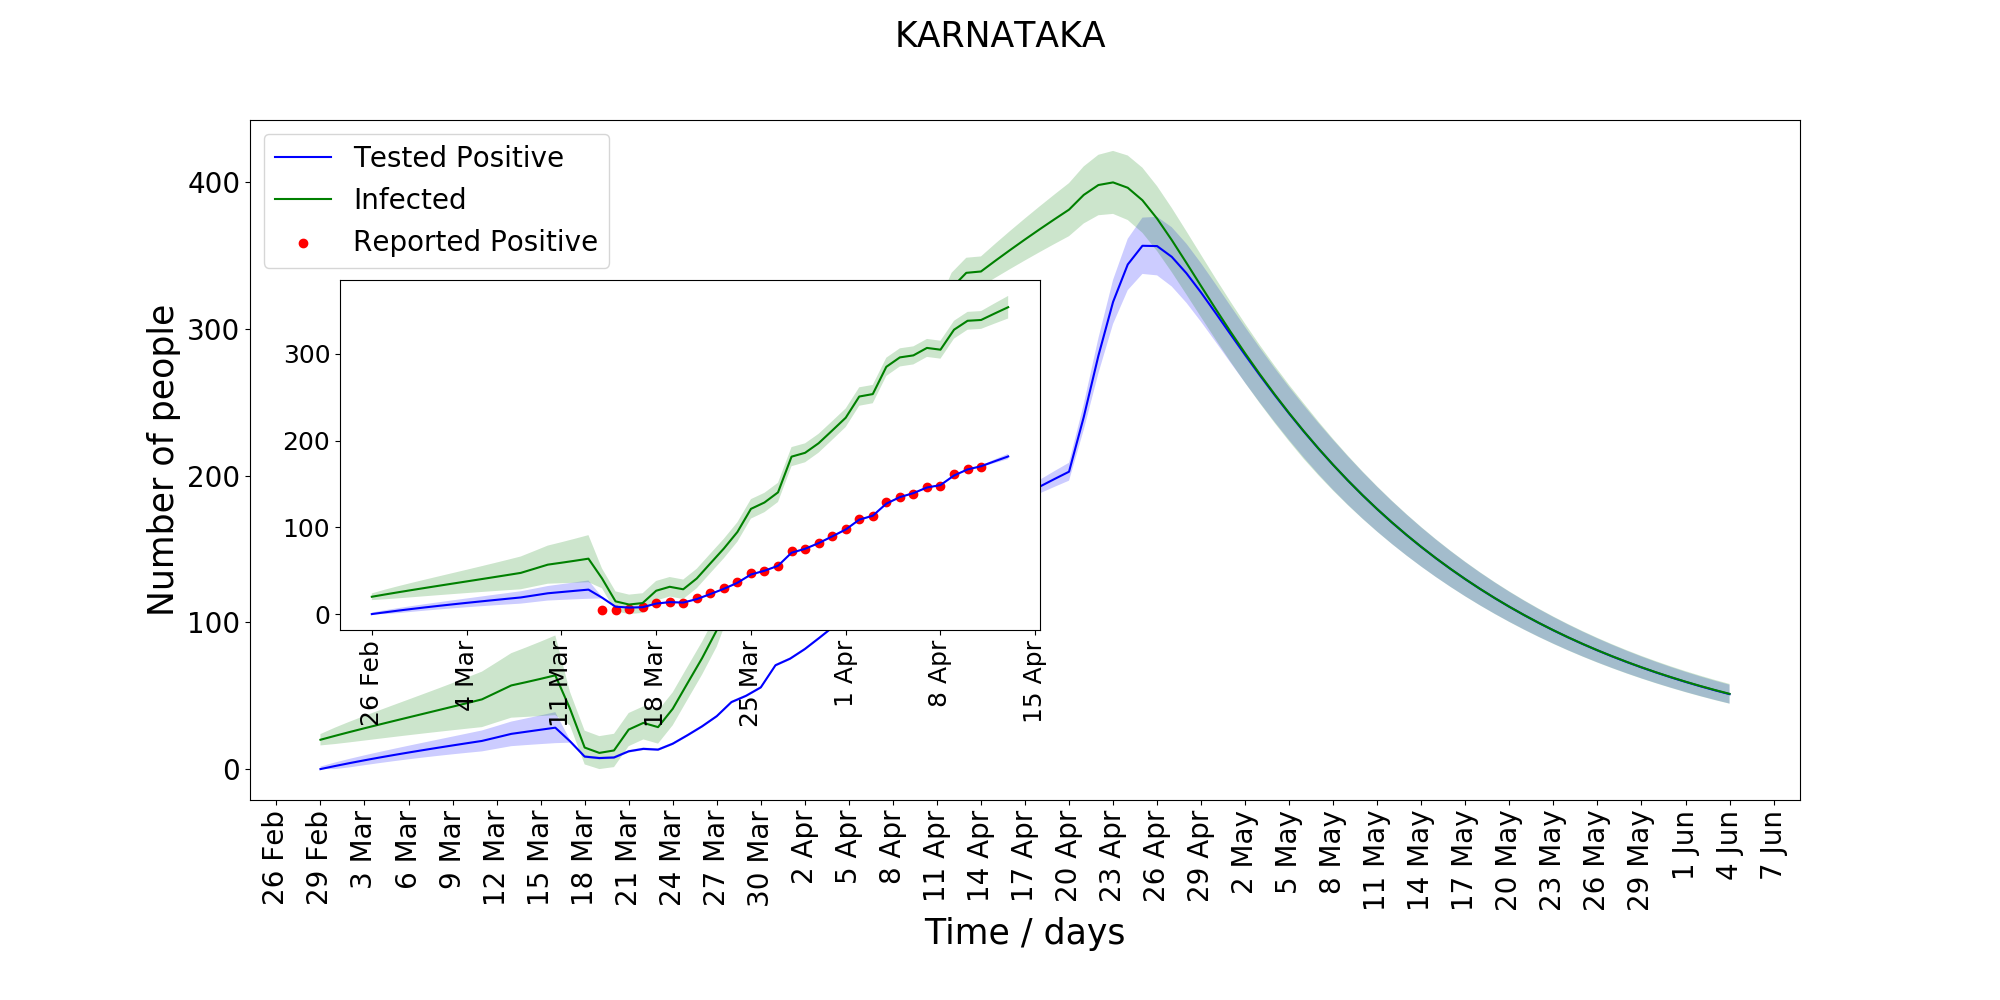 KARNATAKA
Tested Positive
Infected
Reported Positive
Number of people
400
300
200
100
0
300
200
100
0
26 Feb 4 Mar 11 Mar 18 Mar 25 Mar 1 Apr 8 Apr 15 Apr
26 Feb 29 Feb 3 Mar 6 Mar 9 Mar 12 Mar 15 Mar 18 Mar 21 Mar 24 Mar 27 Mar 30 Mar 2 Apr 5 Apr 8 Apr 11 Apr 14 Apr 17 Apr 20 Apr 23 Apr 26 Apr 29 Apr 2 May 5 May 8 May 11 May 14 May 17 May 20 May 23 May 26 May 29 May 1 Jun 4 Jun 7 Jun
Time / days